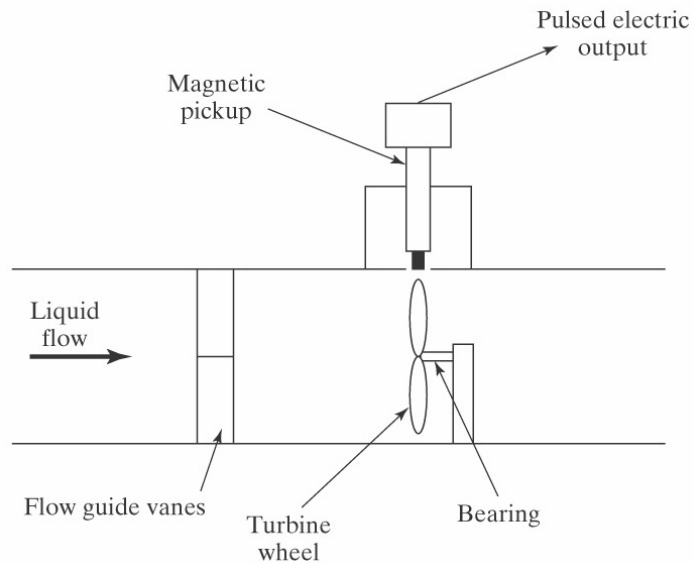 Pulsed electric
output
Magnetic
pickup
Liquid
flow
Flow guide vanes
Turbine
wheel
Bearing